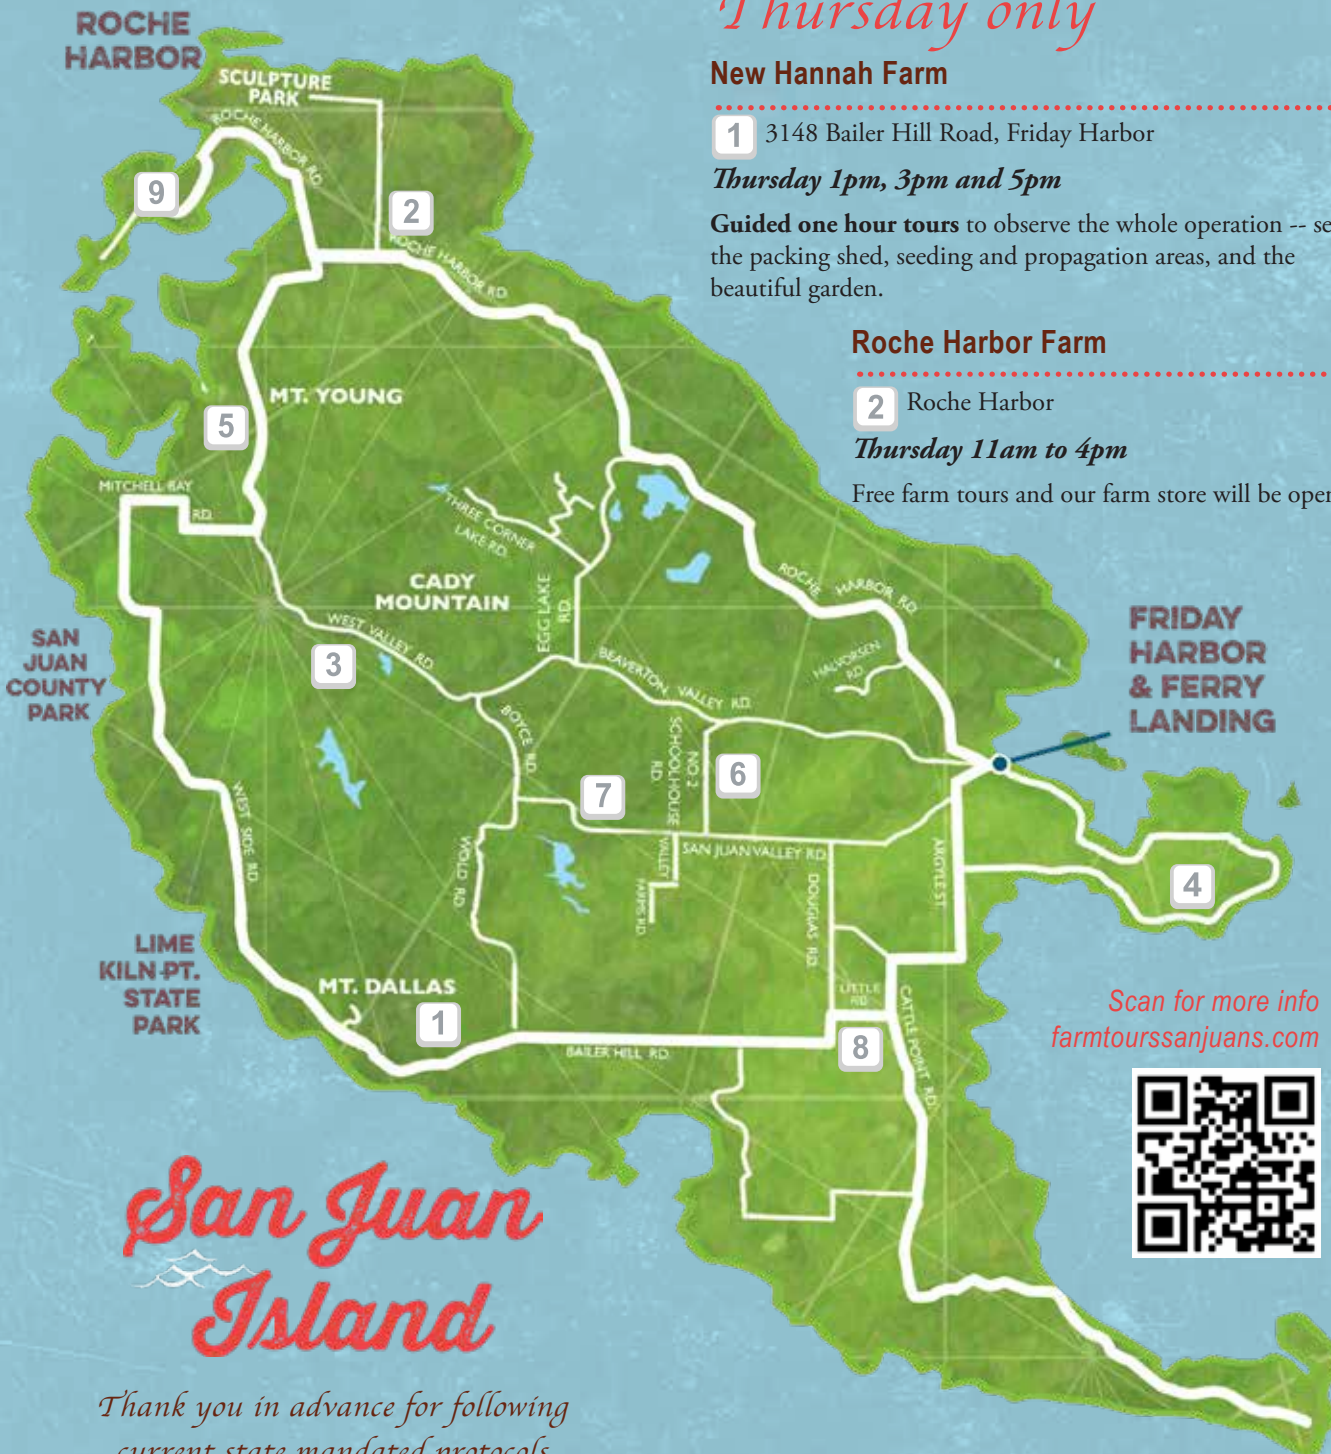 Thursday only
New Hannah Farm
1 3148 Bailer Hill Road, Friday Harbor
Thursday 1pm, 3pm and 5pm
Guided one hour tours to observe the whole operation -- se
the packing shed, seeding and propagation areas, and the
beautiful garden.
Roche Harbor Farm
2 Roche Harbor
Thursday 11am to 4pm
Free farm tours and our farm store will be oper
ROCHE
HARBOR
SCULPTURE
PARK
ROCHE HARBOR RD.
9
2
ROCHE HARBOR RD.
MT. YOUNG
5
MITCHELL BAY
RD.
THREE CORNER
LAKE RD.
CADY
MOUNTAIN
EGG LAKE
RD.
ROCHE HARBOR RD.
SAN
JUAN
COUNTY
PARK
WEST VALLEY RD.
3
BEAVERTON VALLEY RD.
HALVORSEN
RD.
FRIDAY
HARBOR
& FERRY
LANDING
BOYCE RD.
NO. 2
SCHOOLHOUSE
RD.
6
7
WEST SIDE RD.
WOLD RD.
VALLEY
FARMS RD.
SAN JUAN VALLEY RD.
DOUGLAS RD.
ARGYLE ST.
4
LIME
KILN PT.
STATE
PARK
MT. DALLAS
1
BAILER HILL RD.
LITTLE
RD.
8
CATTLE POINT RD.
Scan for more info
farmtourssanjuans.com
San Juan
Island
Thank you in advance for following
current state mandated protocols